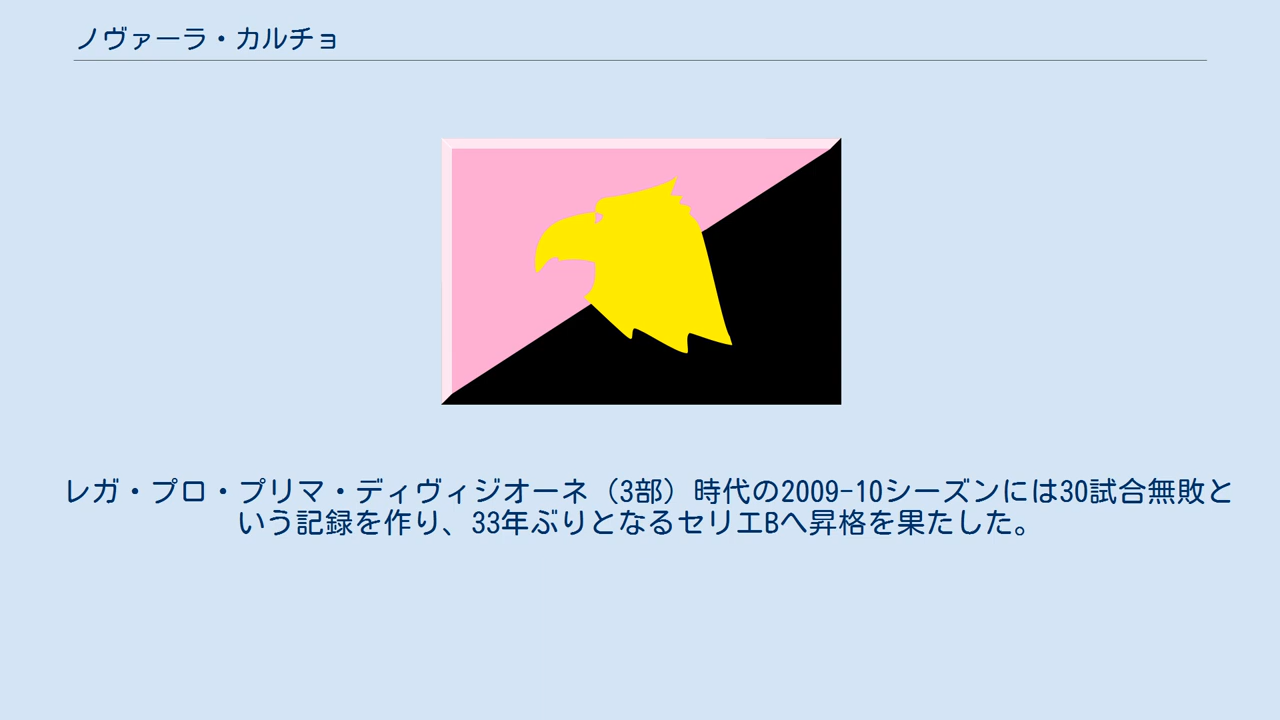 ノヴァーラ・カルチョ
レガ・プロ・プリマ・ディヴィジオーネ（3部）時代の2009-10シーズンには30試合無敗と
いう記録を作り、33年ぶりとなるセリエBへ昇格を果たした。